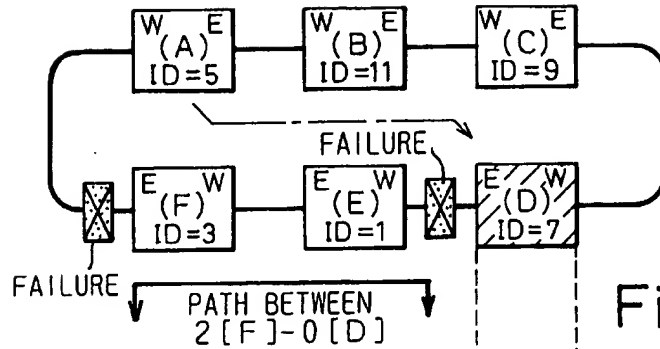 W E W E W E
(A) (B) (C)
ID=5 ID=11 ID=9
FAILURE
E W E W E W
(F) (E) (D)
ID=3 ID=1 ID=7
FAILURE
PATH BETWEEN
2[F]-0[D]
Fi